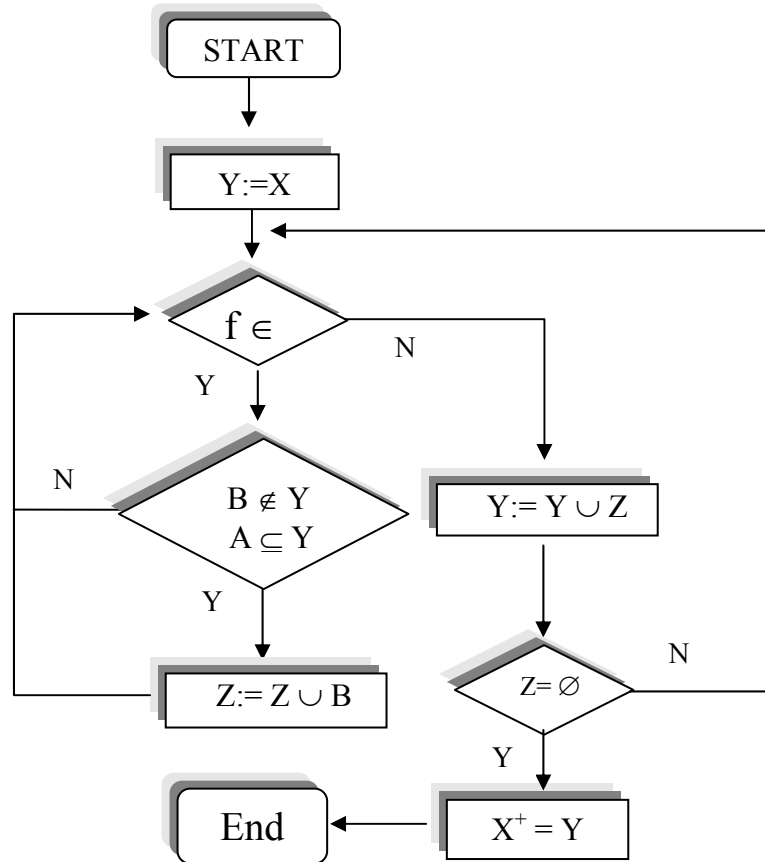 START
Y:=X
f ∈
N
Y
N
B ∉ Y
A ⊆ Y
Y:= Y ∪ Z
Y
N
Z:= Z ∪ B
Z= ∅
Y
End
X⁺ = Y